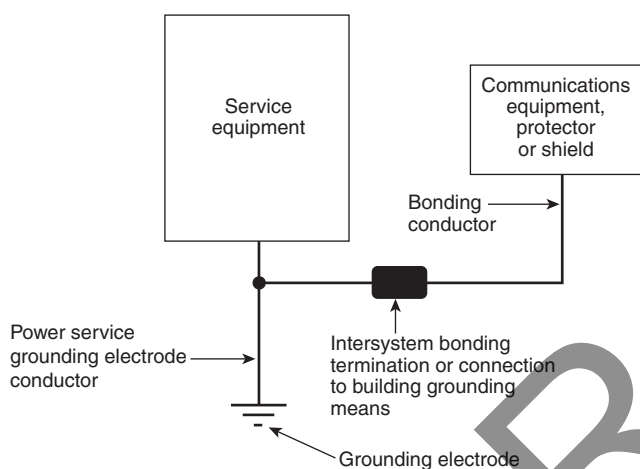 Service
equipment
Communications
equipment,
protector
or shield
Bonding
conductor
Power service
grounding electrode
conductor
Intersystem bonding
termination or connection
to building grounding
means
Grounding electrode